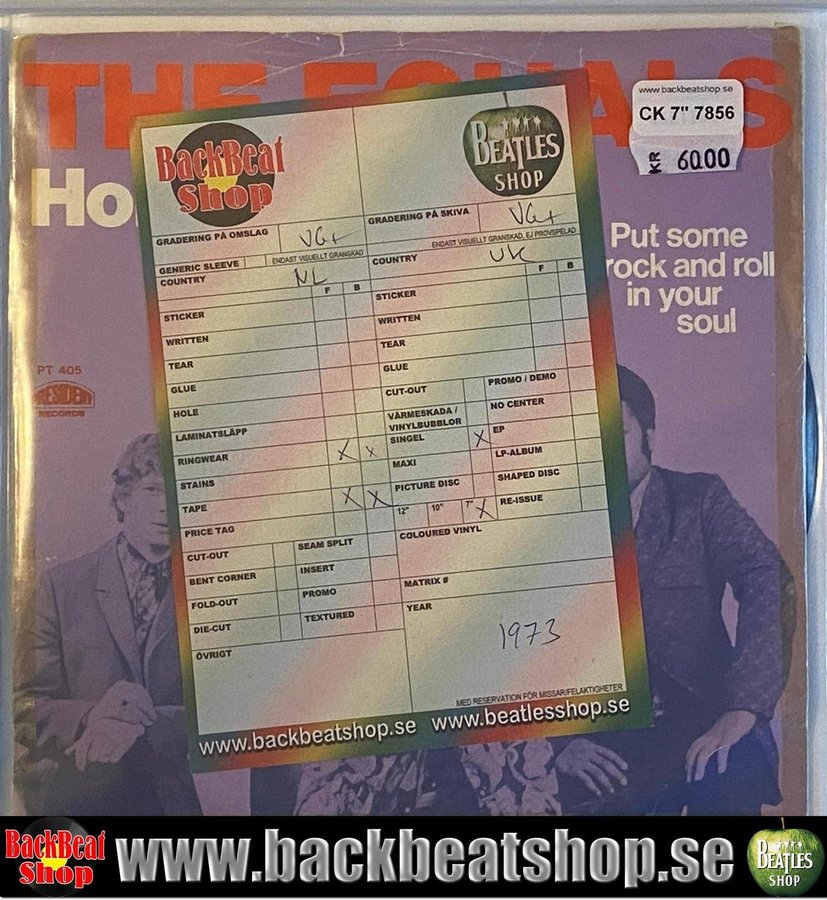 THE EQUALS
Ho
Put some
rock and roll
in your
soul
PT 405
PRESIDENT
RECORDS
www.backbeatshop.se
CK 7" 7856
KR 60.00
BackBeat
Shop
BEATLES
SHOP
GRADERING PÅ OMSLAG VG+
ENDAST VISUELLT GRANSKAD
GENERIC SLEEVE
COUNTRY NL
F B
STICKER
WRITTEN
TEAR
GLUE
HOLE
LAMINATSLÄPP
RINGWEAR X X
STAINS
TAPE X X
PRICE TAG
CUT-OUT
SEAM SPLIT
BENT CORNER
INSERT
FOLD-OUT
PROMO
DIE-CUT
TEXTURED
ÖVRIGT
GRADERING PÅ SKIVA VG+
ENDAST VISUELLT GRANSKAD, EJ PROVSPELAD
COUNTRY UK
F B
STICKER
WRITTEN
TEAR
GLUE
CUT-OUT
PROMO / DEMO
VÄRMESKADA /
VINYLBUBBLOR
NO CENTER
SINGEL X
EP
MAXI
LP-ALBUM
PICTURE DISC
SHAPED DISC
12" 10" 7" X
RE-ISSUE
COLOURED VINYL
MATRIX #
YEAR
1973
MED RESERVATION FÖR MISSAR/FELAKTIGHETER
www.backbeatshop.se www.beatlesshop.se
BackBeat
Shop
www.backbeatshop.se
BEATLES
SHOP